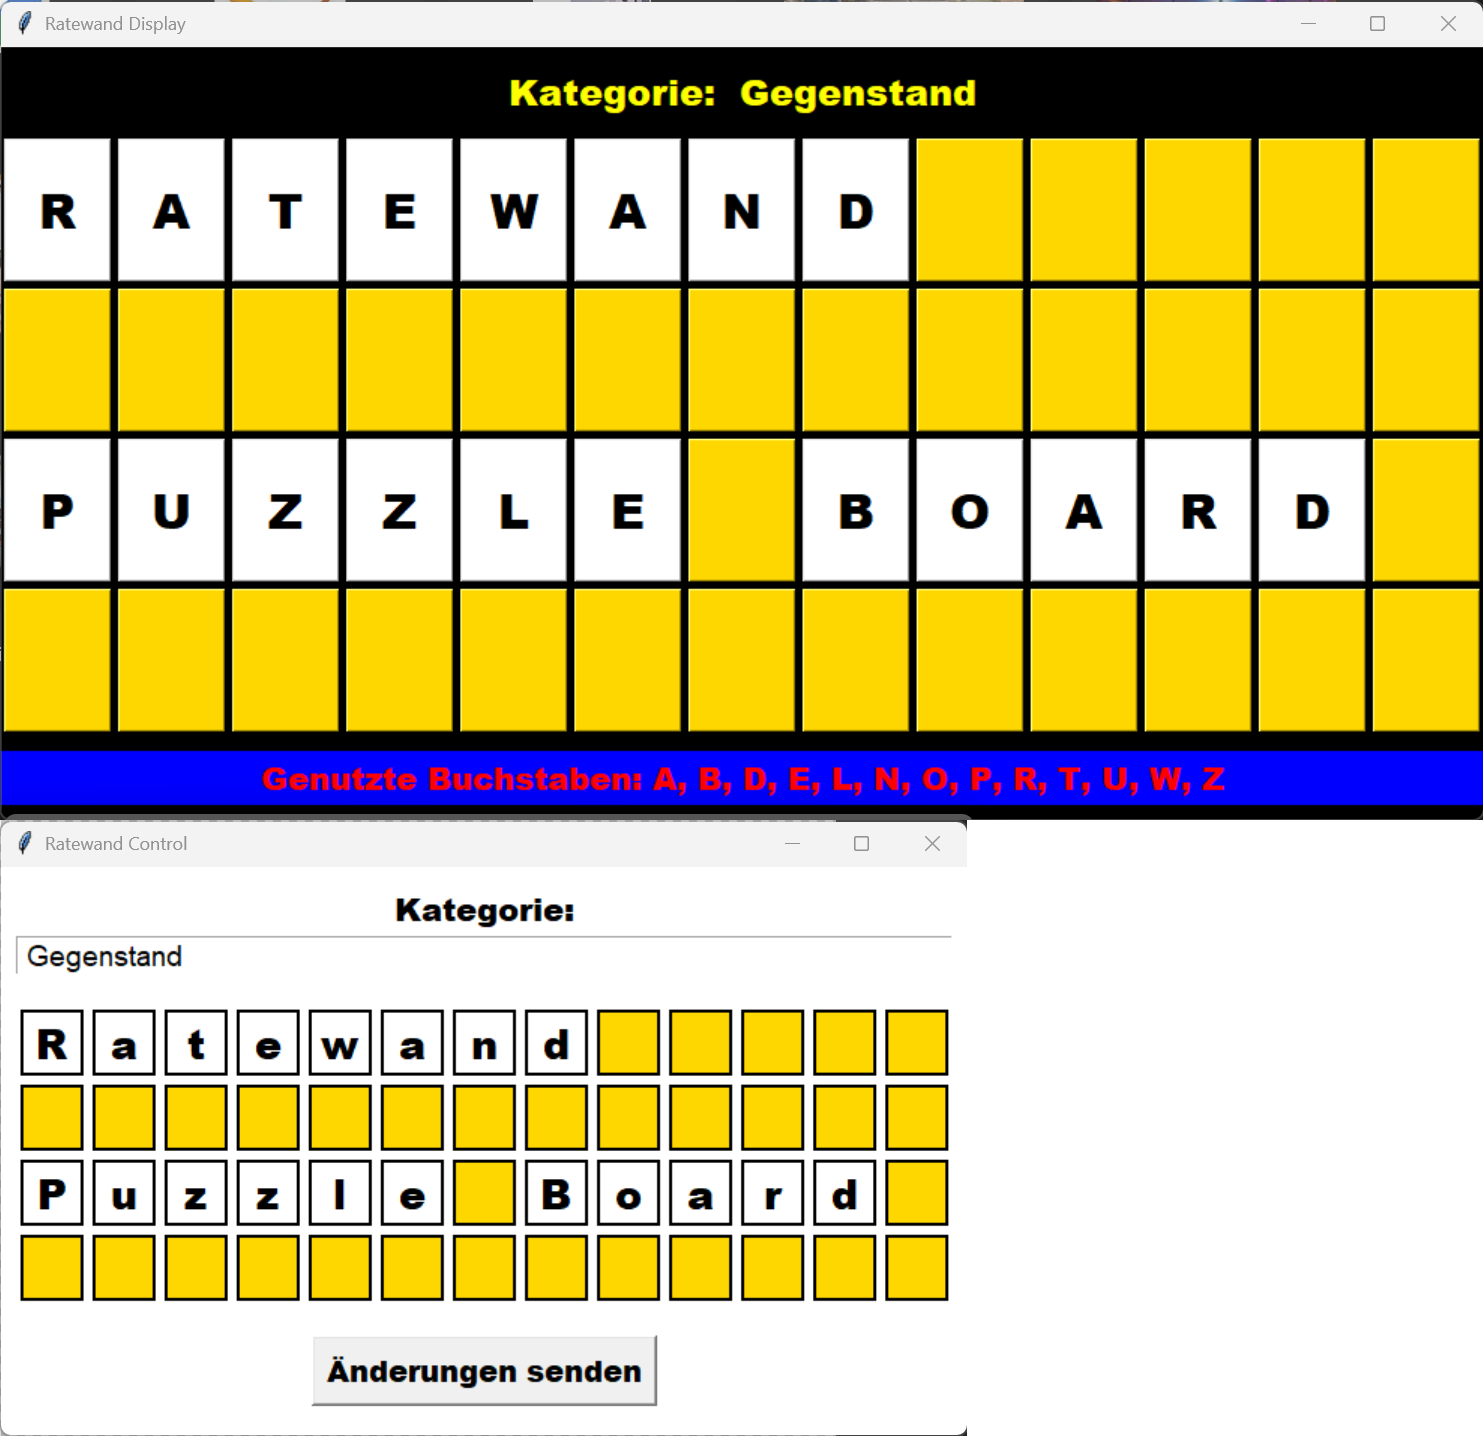 Ratewand Display
Kategorie: Gegenstand
R A T E W A N D
P U Z Z L E B O A R D
Genutzte Buchstaben: A, B, D, E, L, N, O, P, R, T, U, W, Z
Ratewand Control
Kategorie:
Gegenstand
R a t e w a n d
P u z z l e B o a r d
Änderungen senden